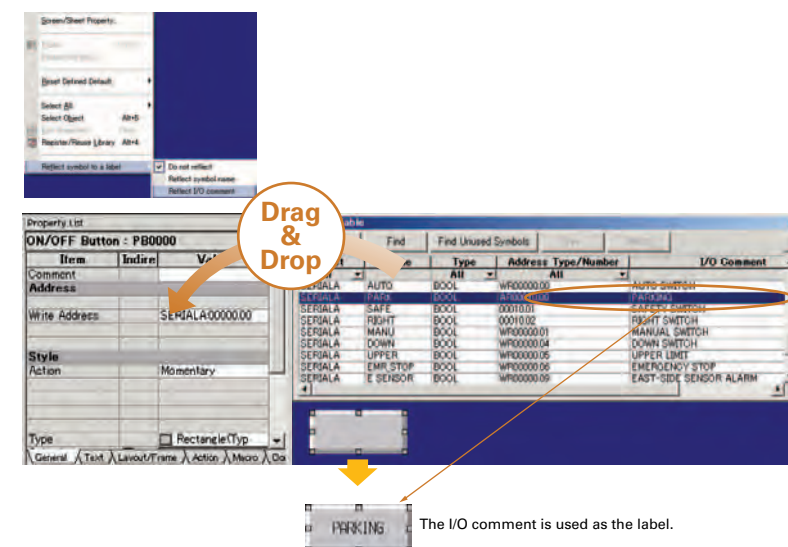 Screen/Sheet Property.
Reset Defined Default
Select All
Select Object Alt+S
Register/Reuse Library Alt+4
Reflect symbol to a label
Do not reflect
Reflect symbol name
Reflect I/O comment
Drag
&
Drop
Property List
ON/OFF Button : PB0000
Item Indire
Comment
Address
Write Address SERIALA:00000.00
Style
Action Momentary
Type Rectangle(Typ
General Text Layout/Frame Action Macro
Find Find Unused Symbols
Type Address Type/Number I/O Comment
All All
SERIALA AUTO BOOL WR00000.00 AUTO SWITCH
SERIALA PARK BOOL PARKING
SERIALA SAFE BOOL 00010.01 SAFETY SWITCH
SERIALA RIGHT BOOL 00010.02 RIGHT SWITCH
SERIALA MANU BOOL WR00000.01 MANUAL SWITCH
SERIALA DOWN BOOL WR00000.04 DOWN SWITCH
SERIALA UPPER BOOL WR00000.05 UPPER LIMIT
SERIALA EMR_STOP BOOL WR00000.06 EMERGENCY STOP
SERIALA E SENSOR BOOL WR00000.09 EAST-SIDE SENSOR ALARM
PARKING
The I/O comment is used as the label.